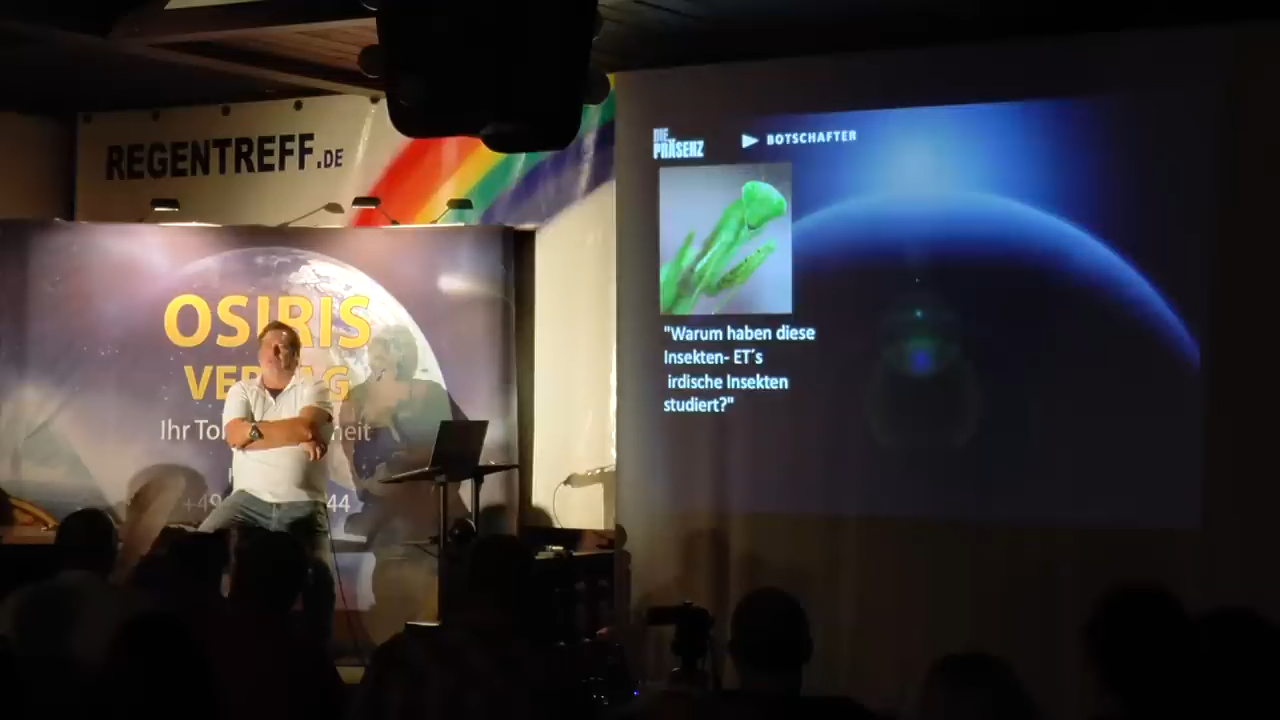 REGENTREFF.DE
OSIRIS
VER AG
Ihr To heit
+49 44
DIE PRÄSENZ
BOTSCHAFTER
"Warum haben diese
Insekten- ET´s
irdische Insekten
studiert?"